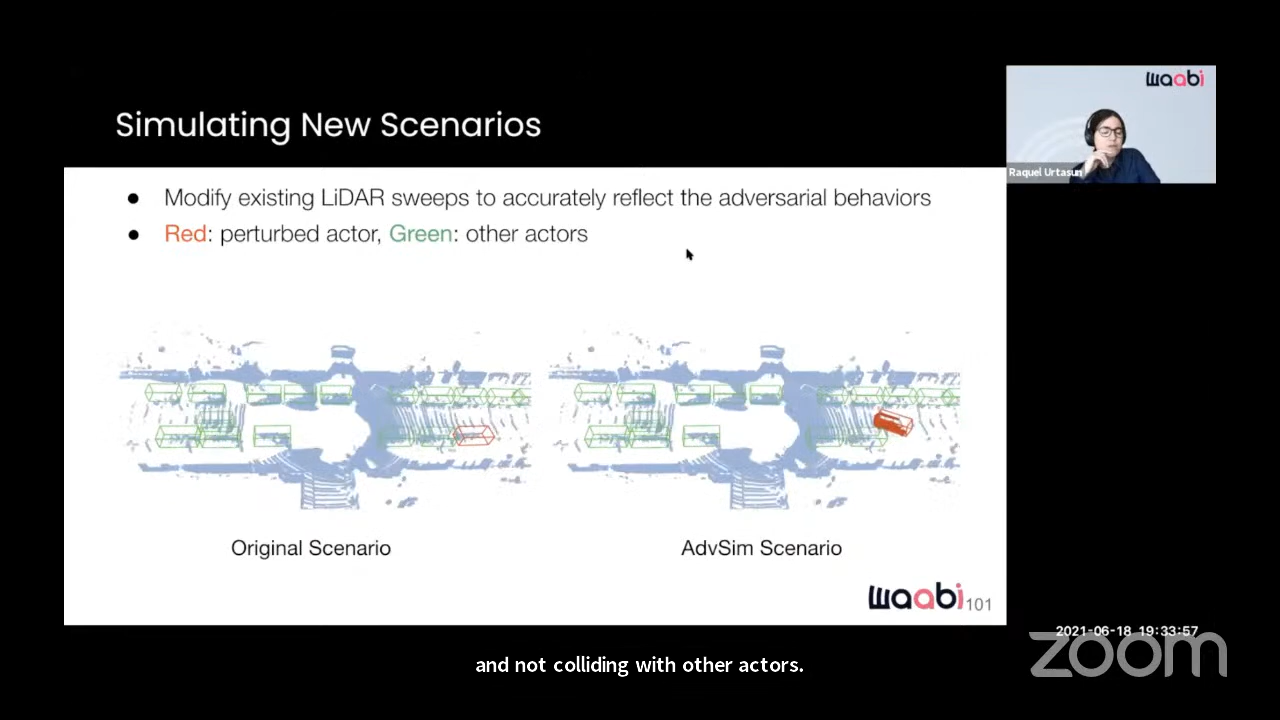 Simulating New Scenarios
waabi
Raquel Urtasun
● Modify existing LiDAR sweeps to accurately reflect the adversarial behaviors
● Red: perturbed actor, Green: other actors
Original Scenario
AdvSim Scenario
waabi 101
2021-06-18 19:33:57
zoom
and not colliding with other actors.